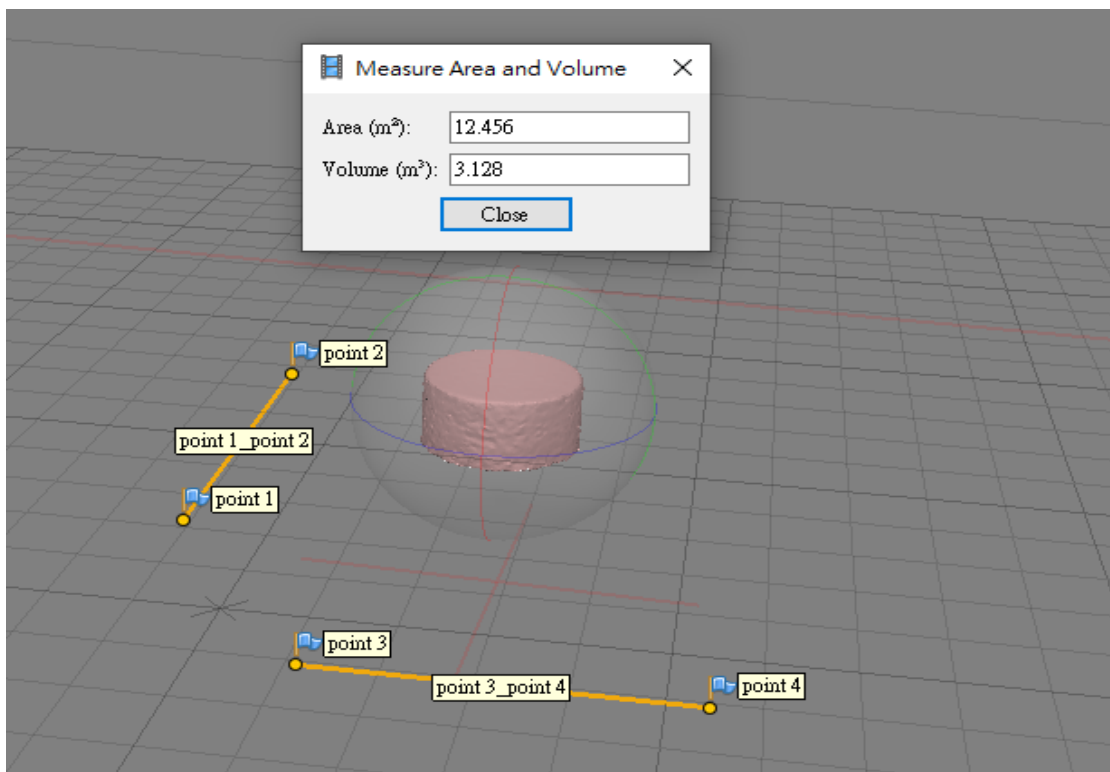 Measure Area and Volume
Area (m²): 12.456
Volume (m³): 3.128
Close
point 2
point 1_point 2
point 1
point 3
point 3_point 4
point 4